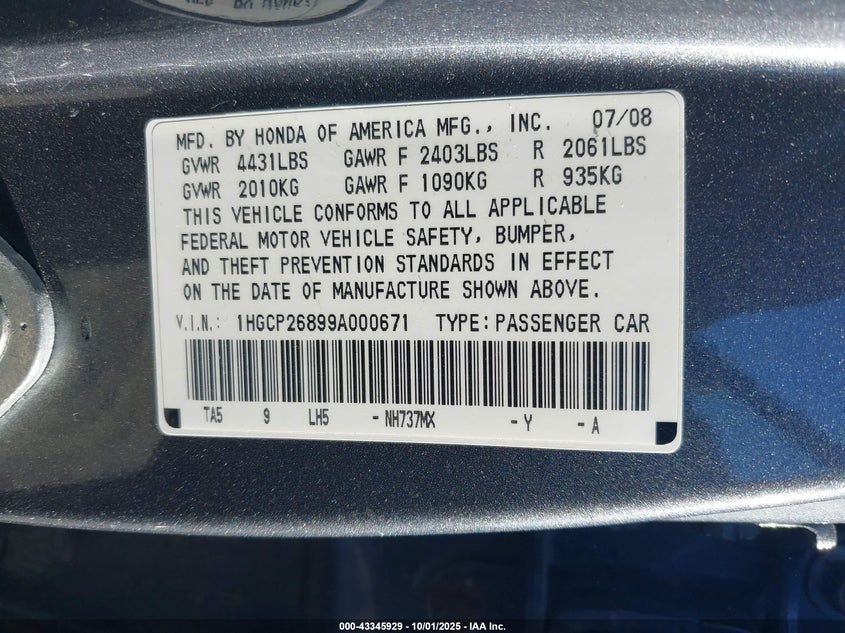 MFD. BY HONDA OF AMERICA MFG., INC. 07/08
GVWR 4431LBS GAWR F 2403LBS R 2061LBS
GVWR 2010KG GAWR F 1090KG R 935KG
THIS VEHICLE CONFORMS TO ALL APPLICABLE
FEDERAL MOTOR VEHICLE SAFETY, BUMPER,
AND THEFT PREVENTION STANDARDS IN EFFECT
ON THE DATE OF MANUFACTURE SHOWN ABOVE.
V.I.N.: 1HGCP26899A000671 TYPE: PASSENGER CAR
TA5 9 LH5 - NH737MX - Y - A
000-43345929 - 10/01/2025 - IAA Inc.